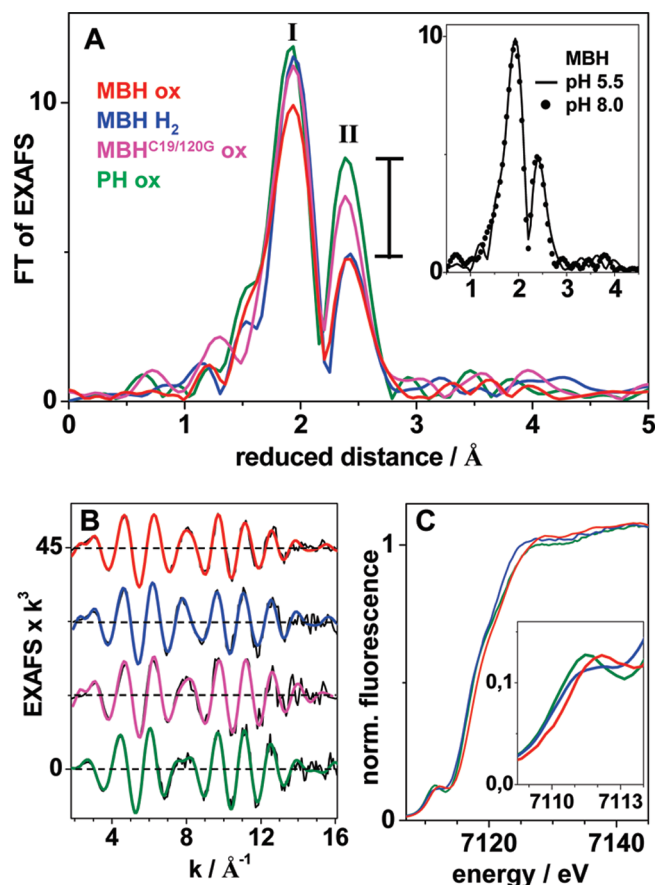 A
I
II
MBH ox
MBH H₂
MBH^C19/120G ox
PH ox
MBH
pH 5.5
pH 8.0
10
0
1 2 3 4
10
0
FT of EXAFS
0 1 2 3 4 5
reduced distance / Å
B
45
0
EXAFS x k³
4 8 12 16
k / Å⁻¹
C
1
0
norm. fluorescence
0,1
0,0
7110 7113
7120 7140
energy / eV